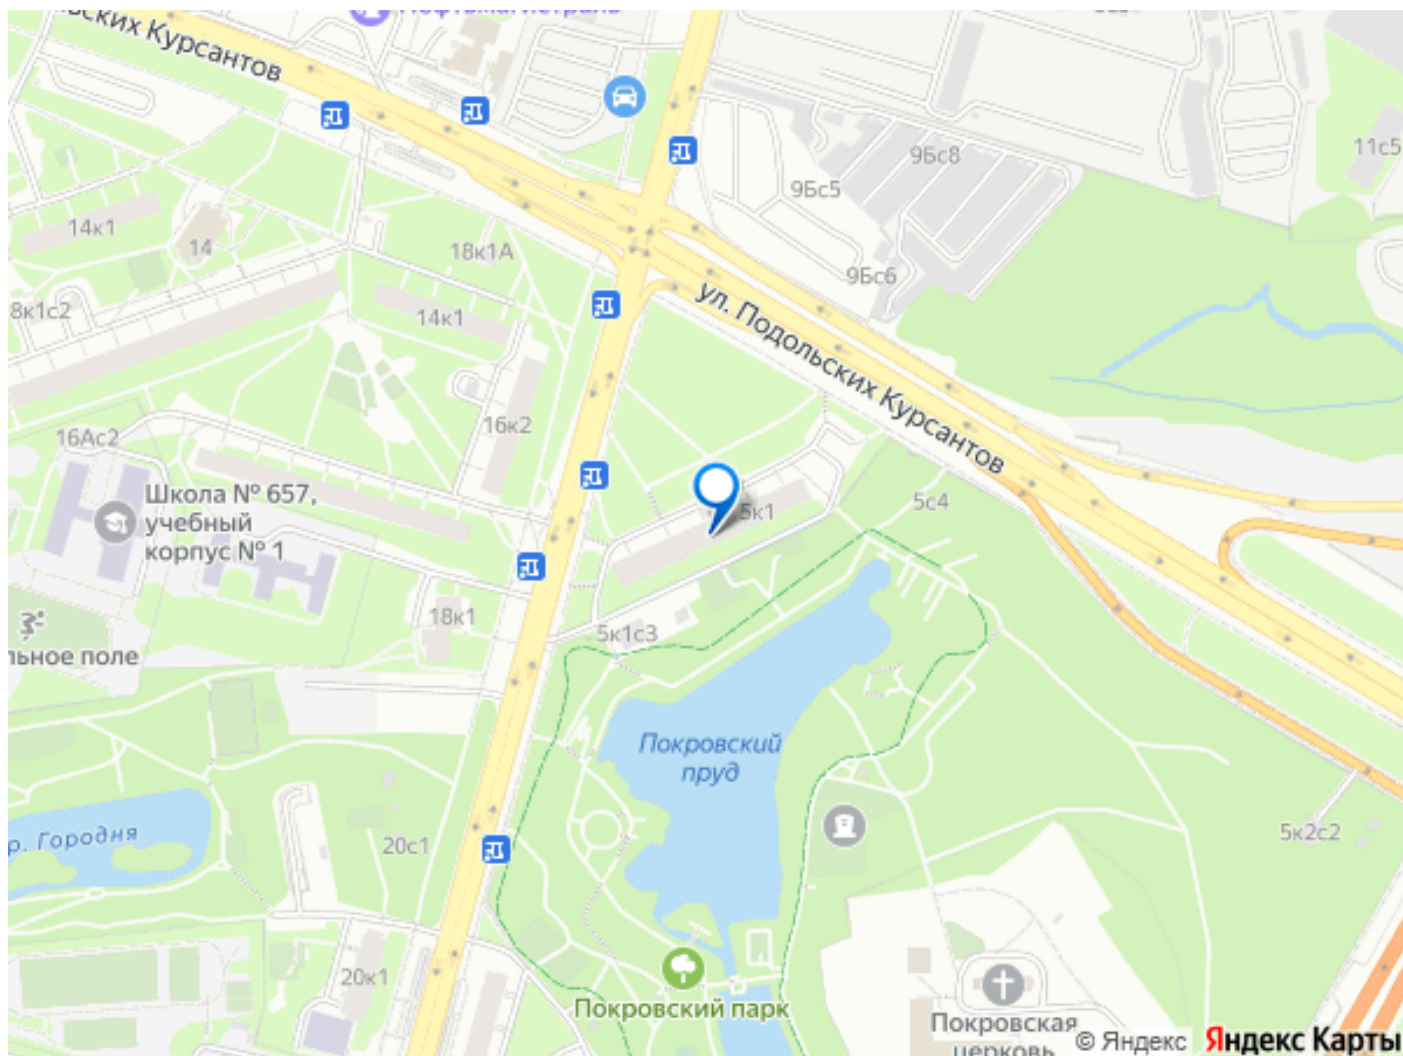 ских Курсантов
14к1
14
18к1А
14к1
8к1с2
16к2
16Ас2
Школа № 657,
учебный
корпус № 1
18к1
льное поле
р. Городня
20с1
20к1
9Бс8
9Бс5
9Бс6
11с5
ул. Подольских Курсантов
5к1
5с4
5к1с3
Покровский
пруд
5к2с2
Покровский парк
Покровская
церковь
© Яндекс
Яндекс Карты